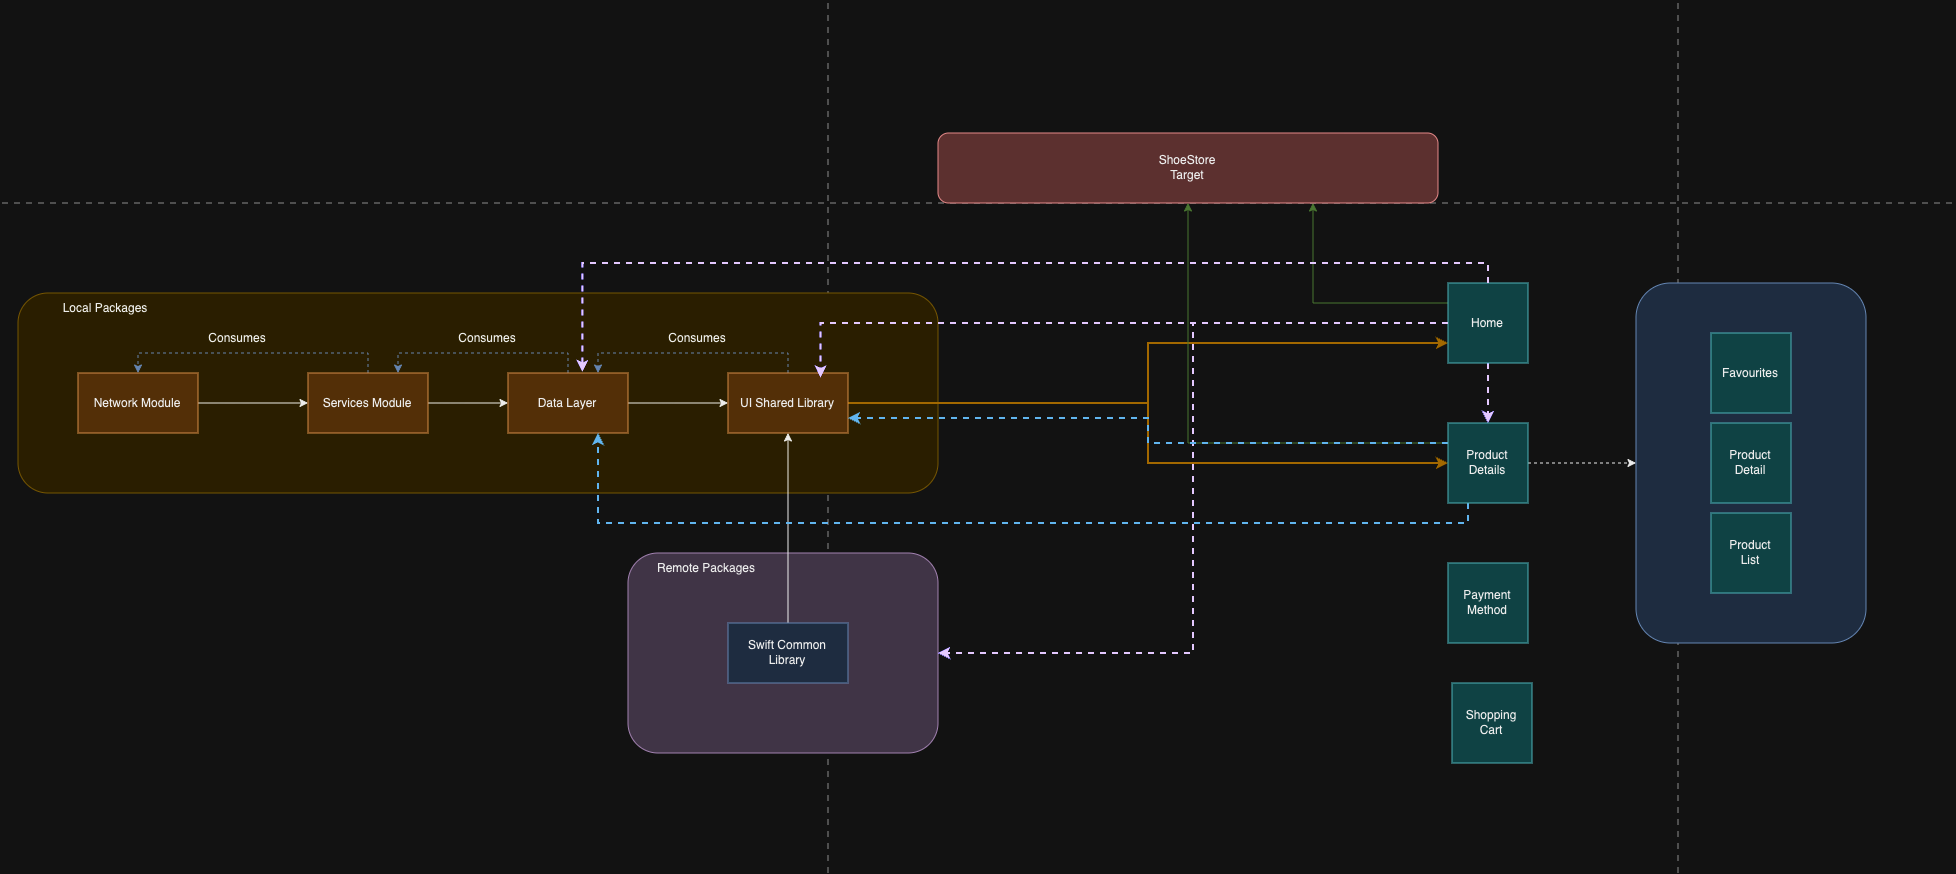 ShoeStore
Target
Local Packages
Consumes
Consumes
Consumes
Network Module
Services Module
Data Layer
UI Shared Library
Home
Product
Details
Payment
Method
Shopping
Cart
Favourites
Product
Detail
Product
List
Remote Packages
Swift Common
Library